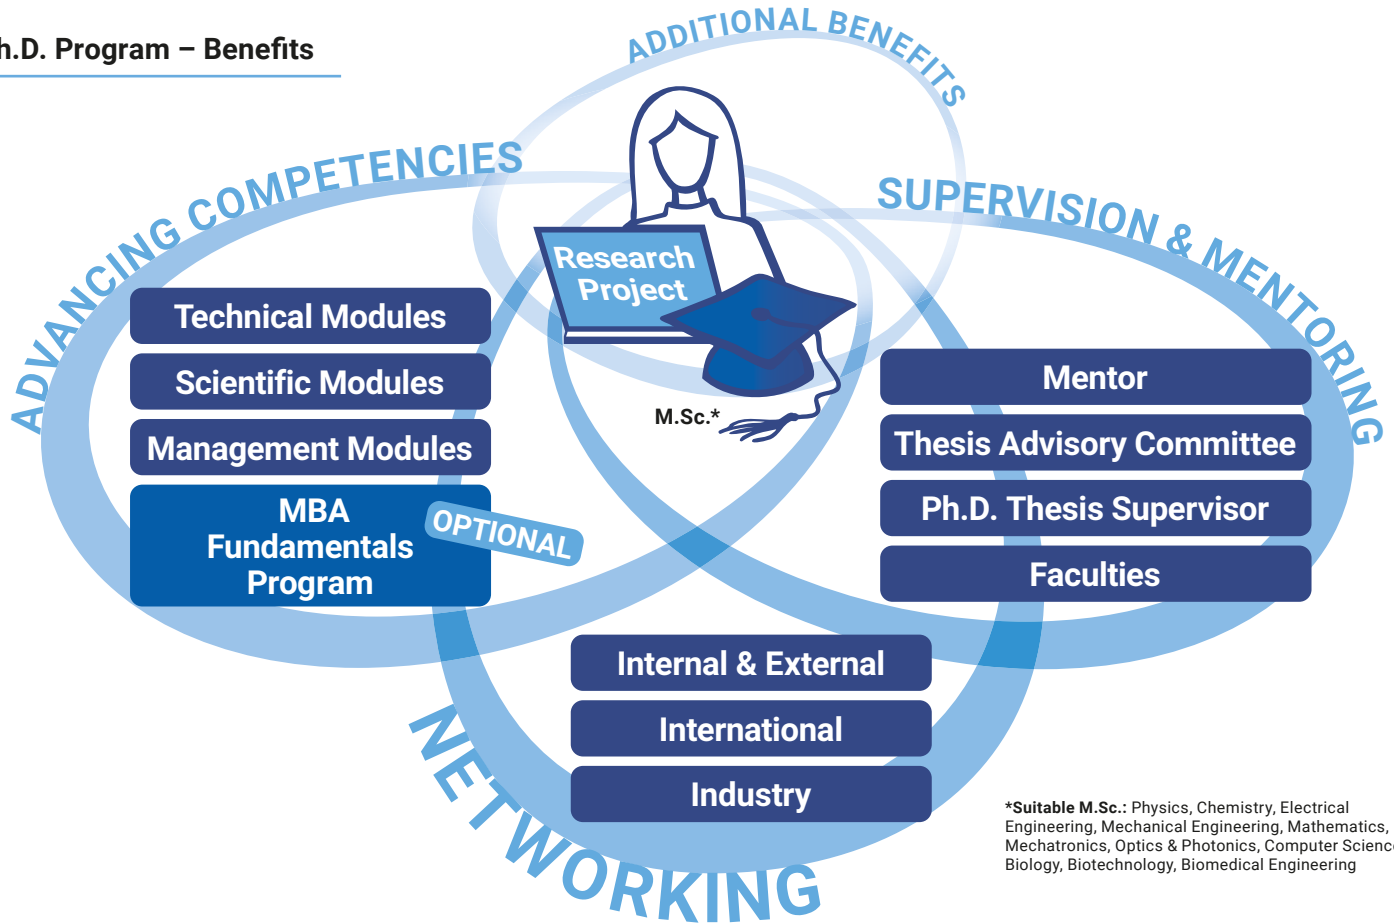 h.D. Program – Benefits
ADDITIONAL BENEFITS
ADVANCING COMPETENCIES
SUPERVISION & MENTORING
Research
Project
M.Sc.*
Technical Modules
Scientific Modules
Management Modules
MBA
Fundamentals
Program
OPTIONAL
Mentor
Thesis Advisory Committee
Ph.D. Thesis Supervisor
Faculties
Internal & External
International
Industry
NETWORKING
*Suitable M.Sc.: Physics, Chemistry, Electrical
Engineering, Mechanical Engineering, Mathematics,
Mechatronics, Optics & Photonics, Computer Science
Biology, Biotechnology, Biomedical Engineering